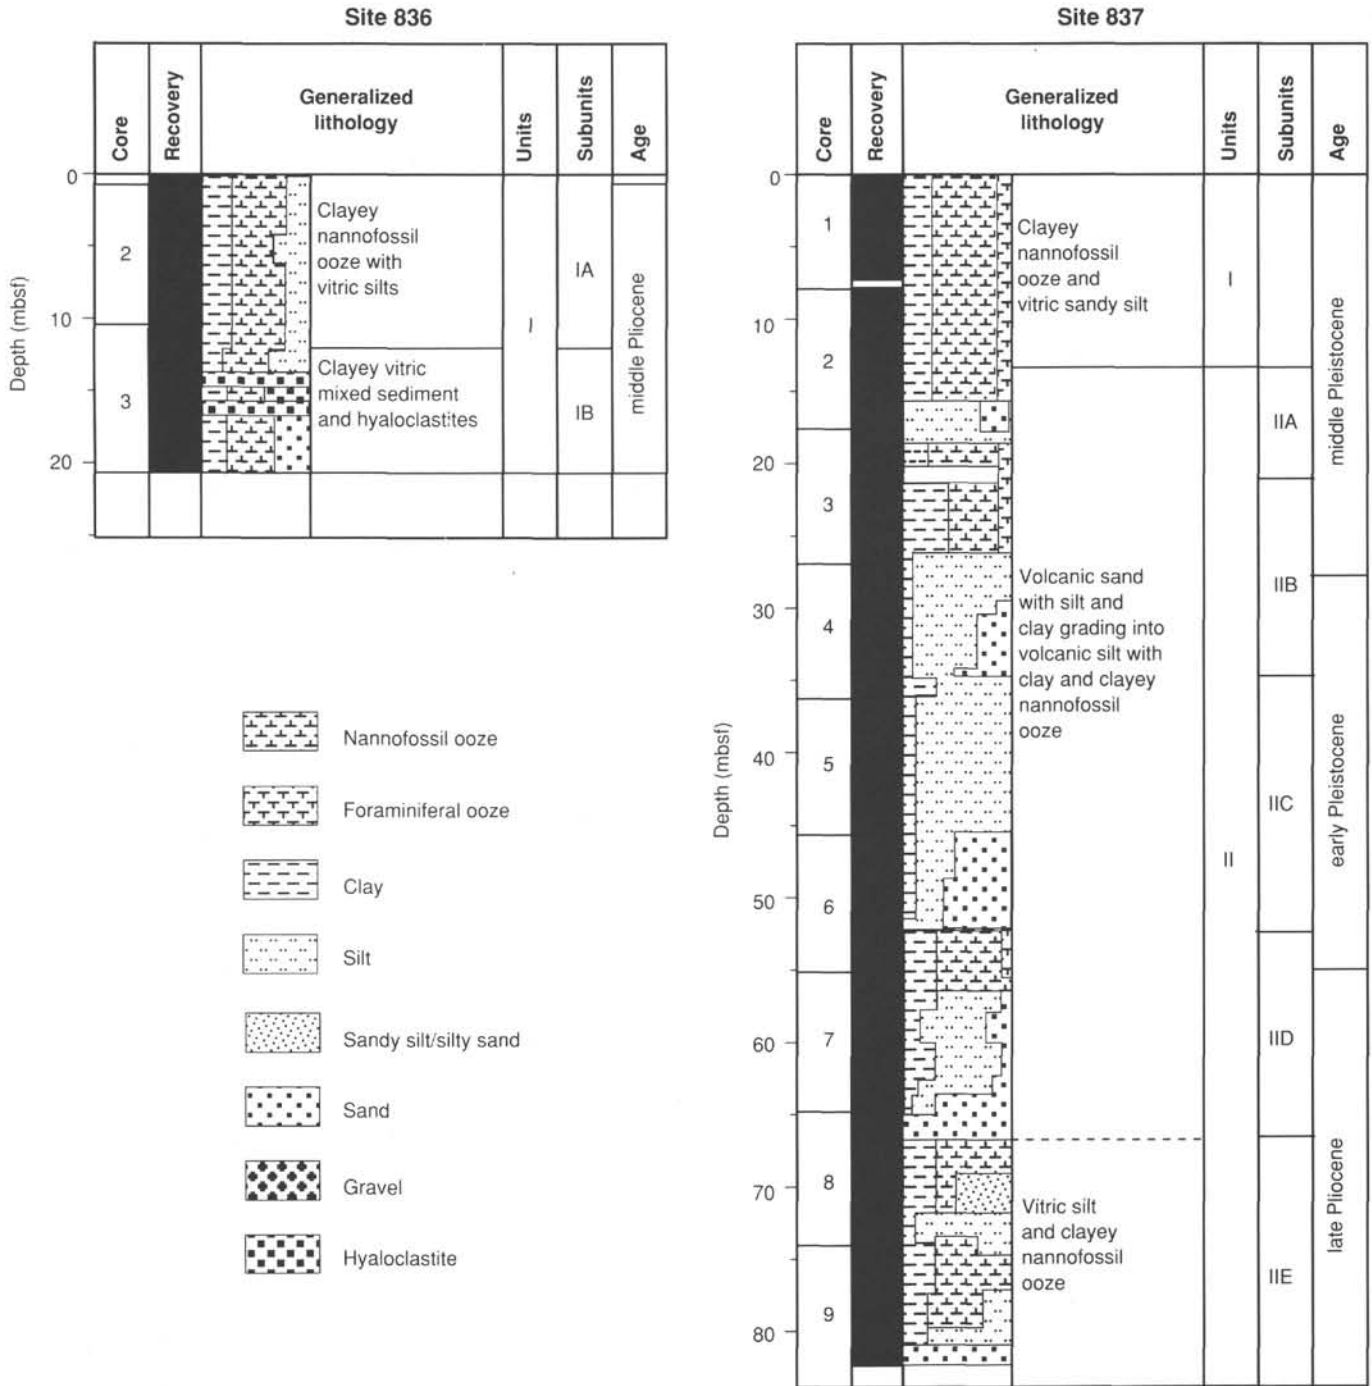 Site 836
Core
Recovery
Generalized
lithology
Units
Subunits
Age
Depth (mbsf)
0
10
20
2
3
Clayey
nannofossil
ooze with
vitric silts
Clayey vitric
mixed sediment
and hyaloclastites
I
IA
IB
middle Pliocene
Nannofossil ooze
Foraminiferal ooze
Clay
Silt
Sandy silt/silty sand
Sand
Gravel
Hyaloclastite
Site 837
Core
Recovery
Generalized
lithology
Units
Subunits
Age
Depth (mbsf)
0
10
20
30
40
50
60
70
80
1
2
3
4
5
6
7
8
9
Clayey
nannofossil
ooze and
vitric sandy silt
Volcanic sand
with silt and
clay grading into
volcanic silt with
clay and clayey
nannofossil
ooze
Vitric silt
and clayey
nannofossil
ooze
I
II
IIA
IIB
IIC
IID
IIE
middle Pleistocene
early Pleistocene
late Pliocene